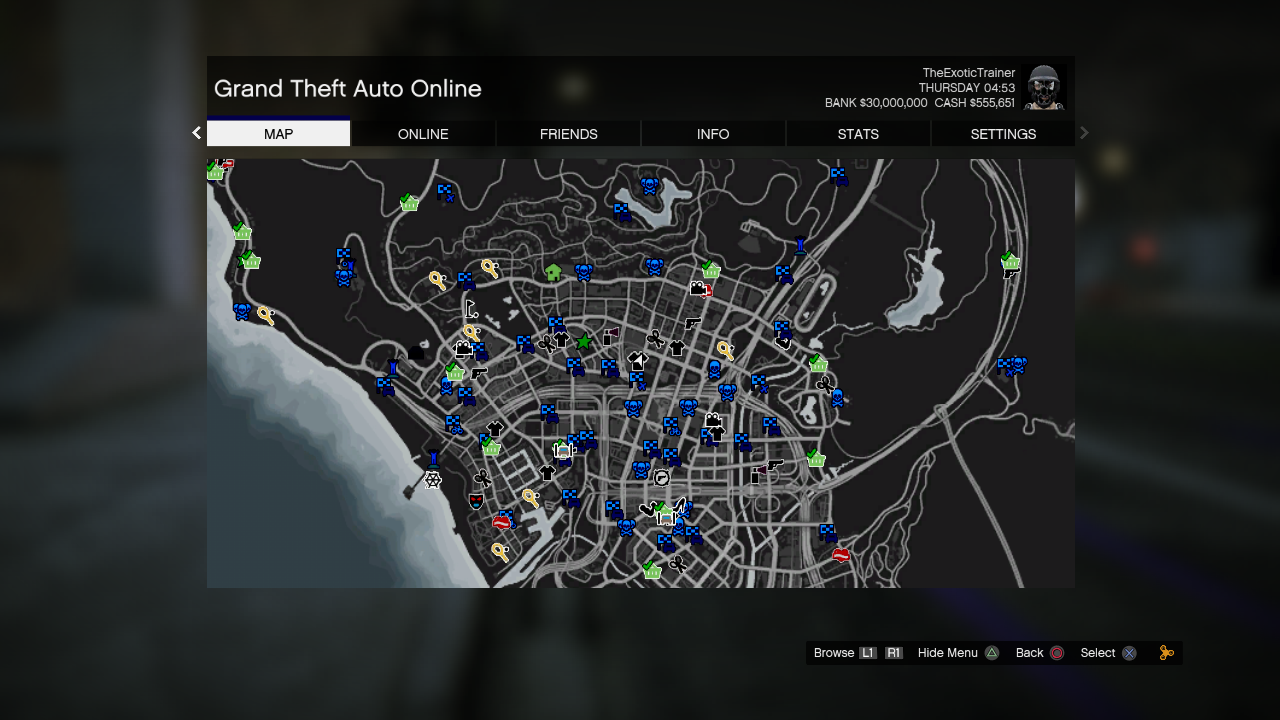 Grand Theft Auto Online
TheExoticTrainer
THURSDAY 04:53
BANK $30,000,000 CASH $555,651
MAP ONLINE FRIENDS INFO STATS SETTINGS
Browse L1 R1 Hide Menu Back Select